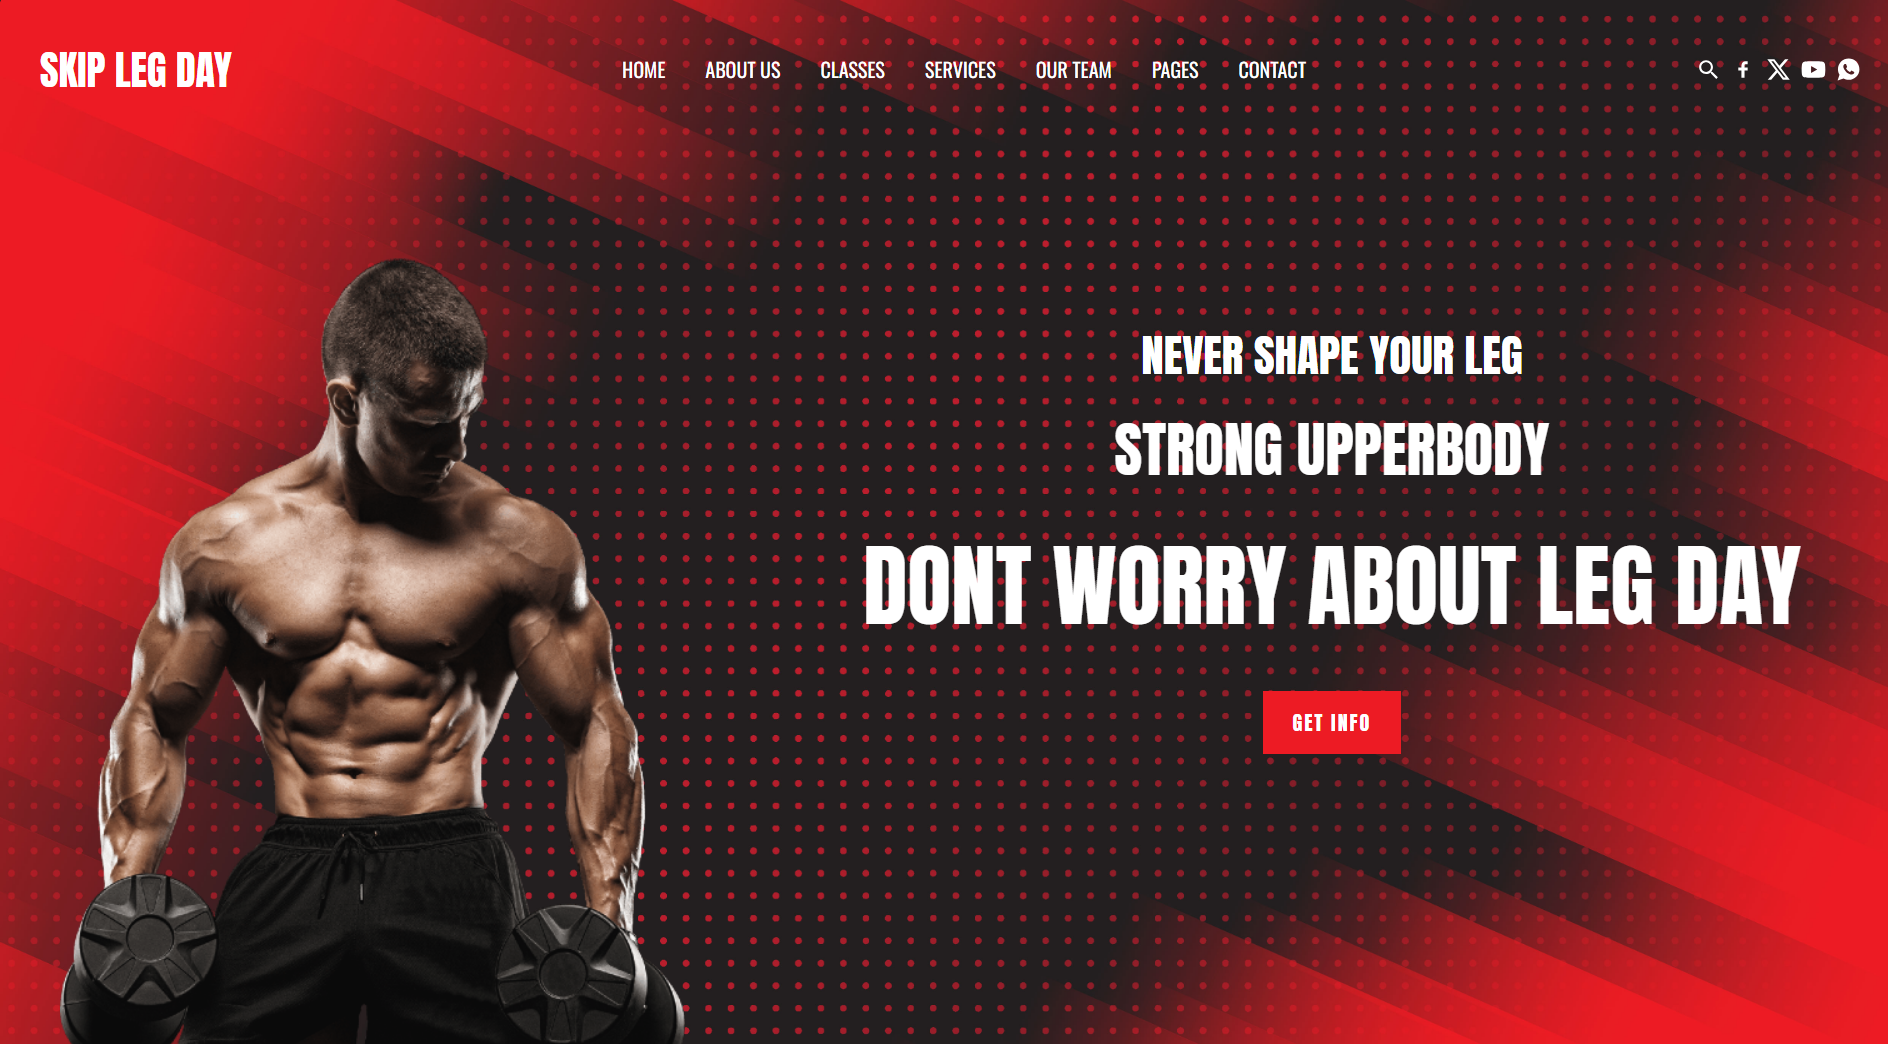 SKIP LEG DAY
HOME ABOUT US CLASSES SERVICES OUR TEAM PAGES CONTACT
NEVER SHAPE YOUR LEG
STRONG UPPERBODY
DONT WORRY ABOUT LEG DAY
GET INFO